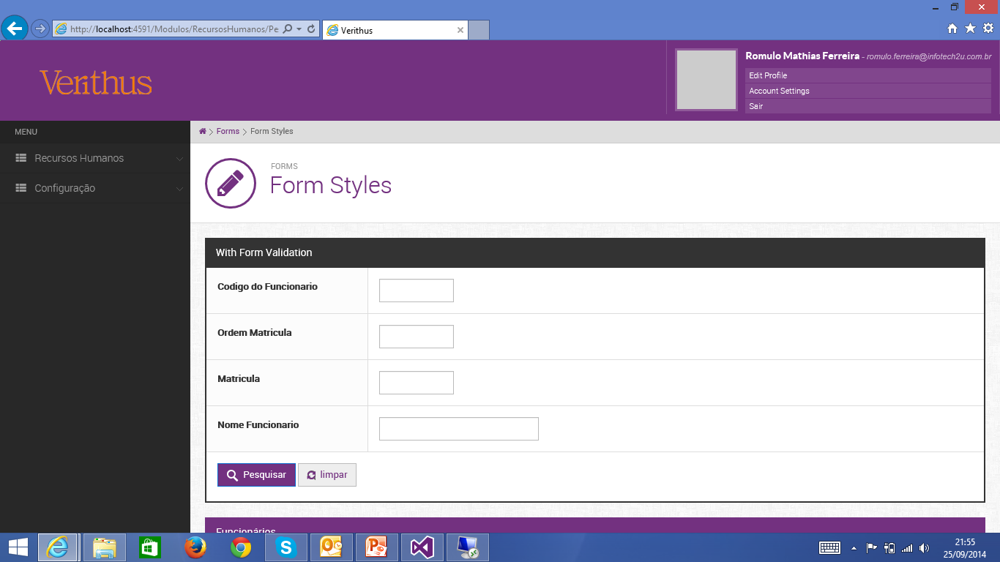 http://localhost:4591/Modulos/RecursosHumanos/Pe
Verithus
Verithus
Romulo Mathias Ferreira - romulo.ferreira@infotech2u.com.br
Edit Profile
Account Settings
Sair
MENU
Recursos Humanos
Configuração
Forms
Form Styles
FORMS
Form Styles
With Form Validation
Codigo do Funcionario
Ordem Matricula
Matricula
Nome Funcionario
Pesquisar
limpar
Funcionários
21:55
25/09/2014